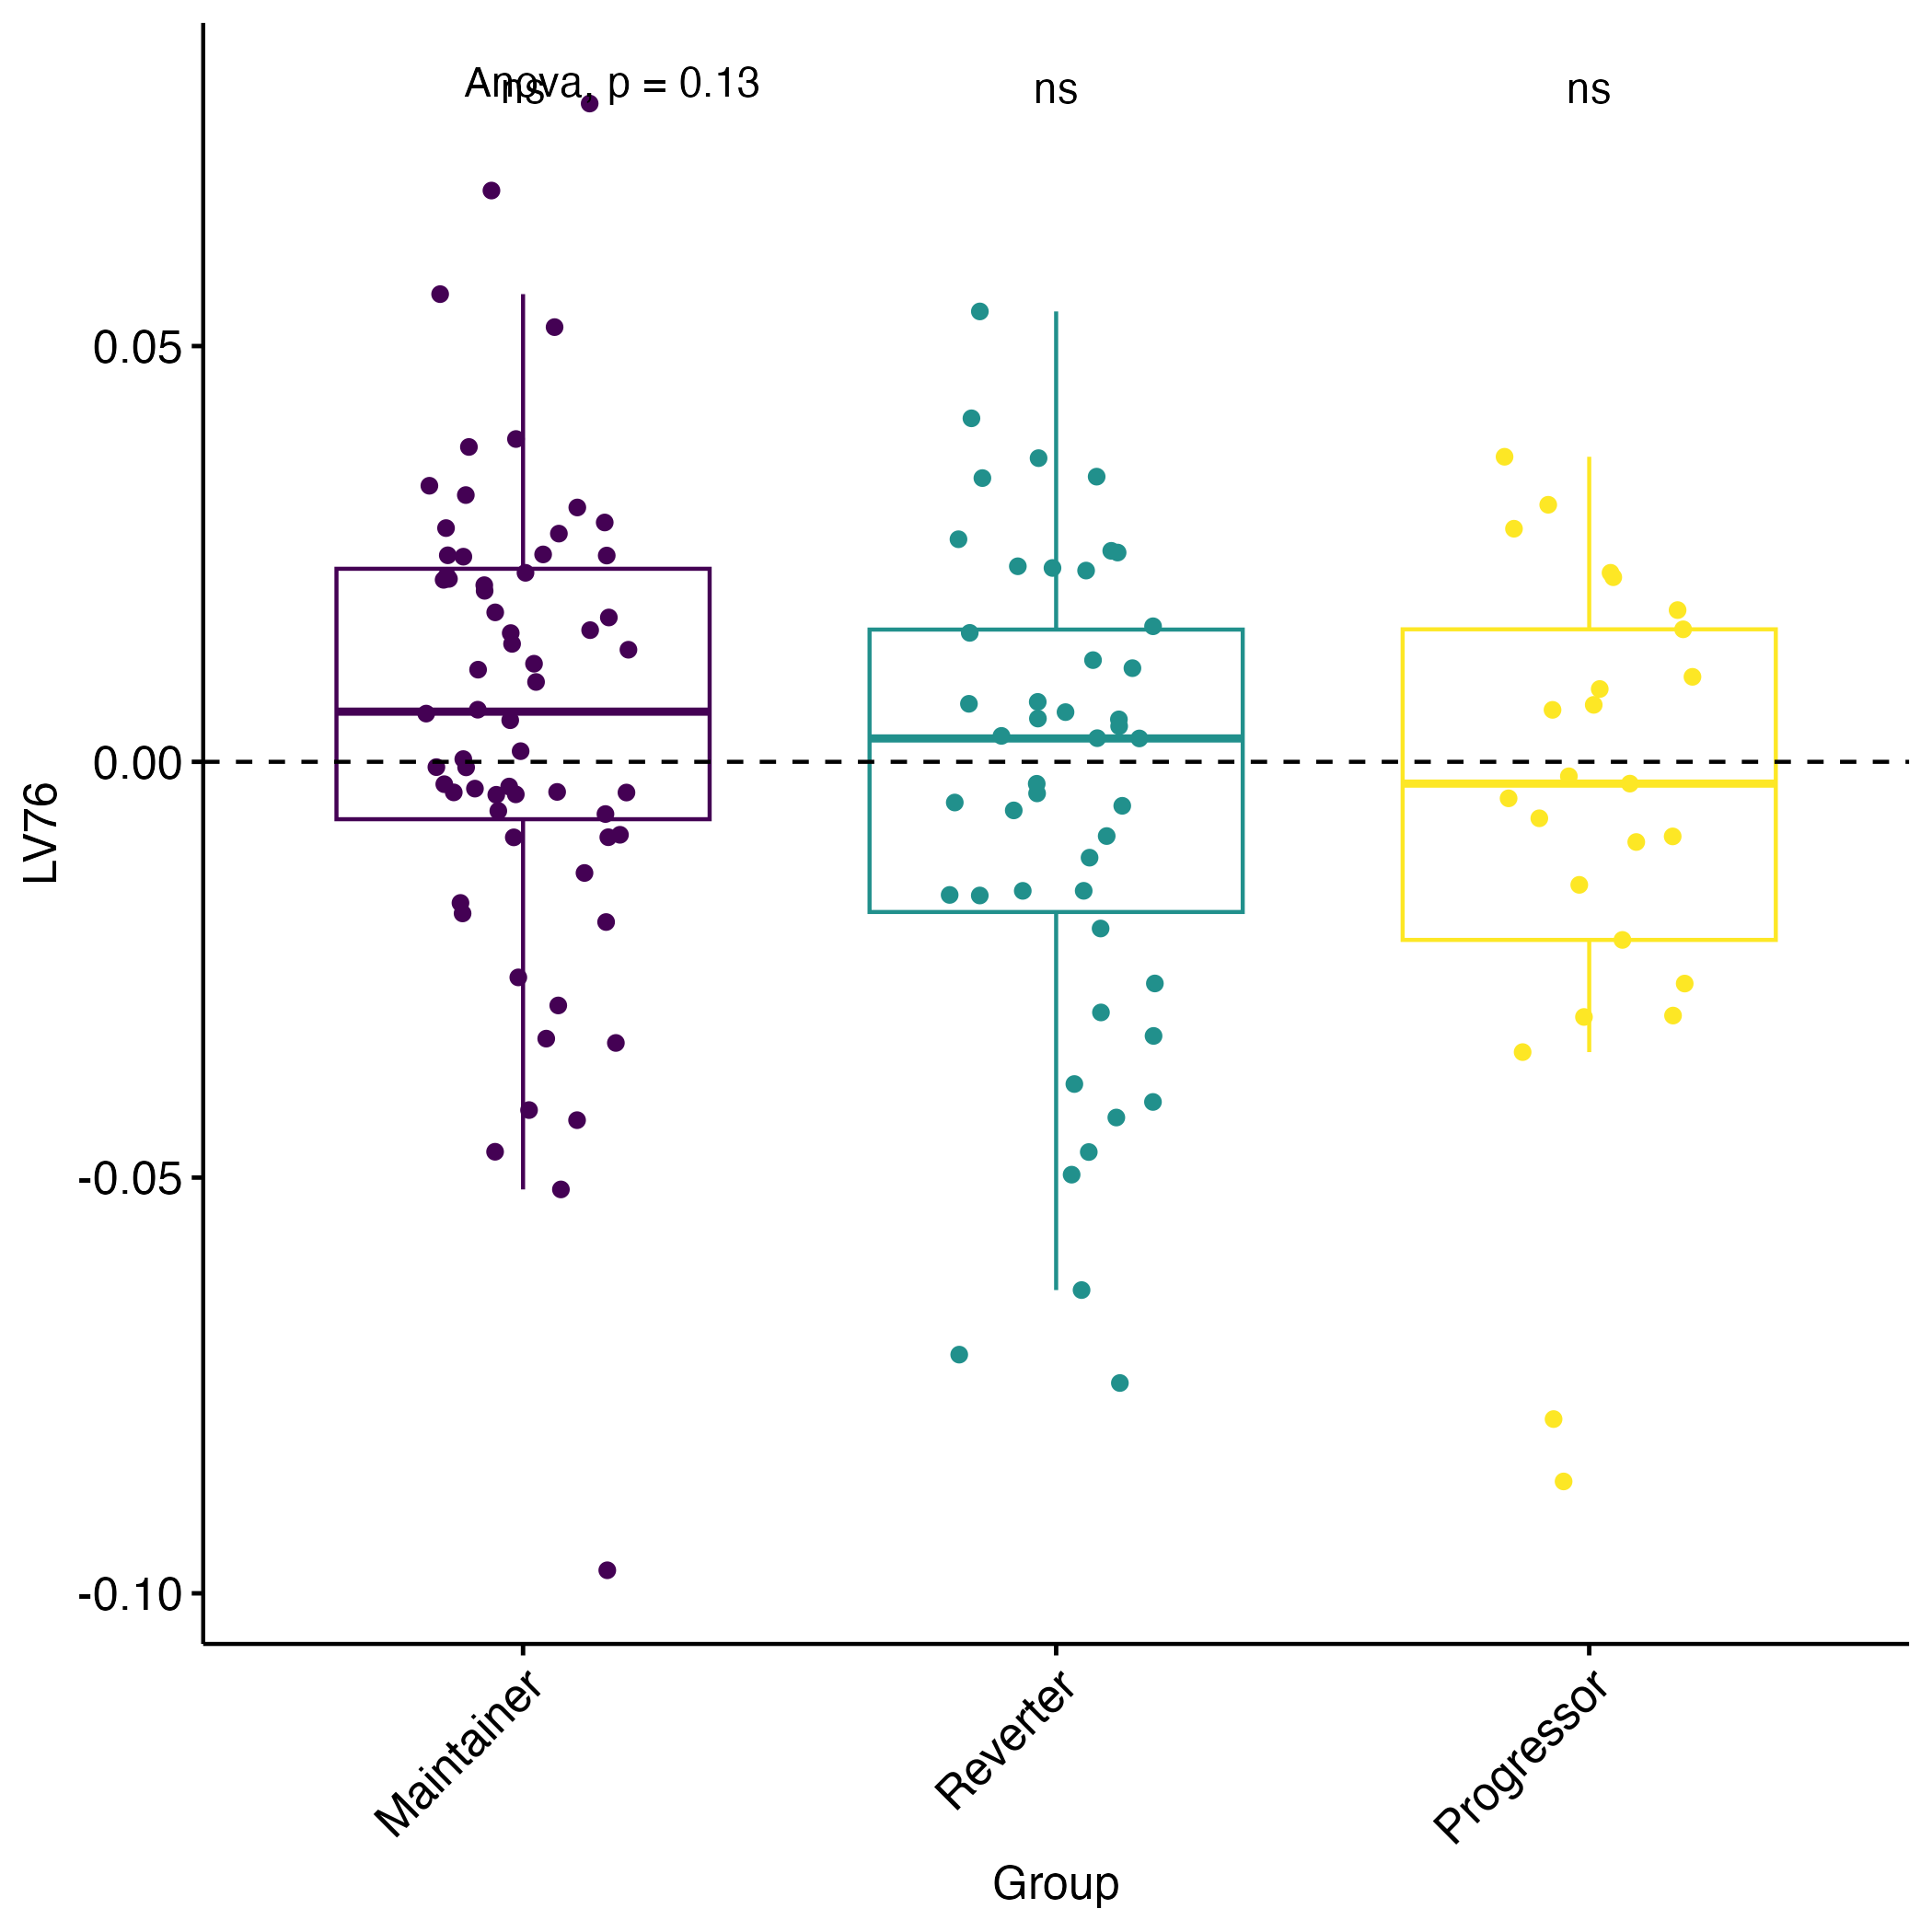 Anova, p = 0.13
ns
ns
ns
0.05
0.00
-0.05
-0.10
LV76
Maintainer
Reverter
Progressor
Group